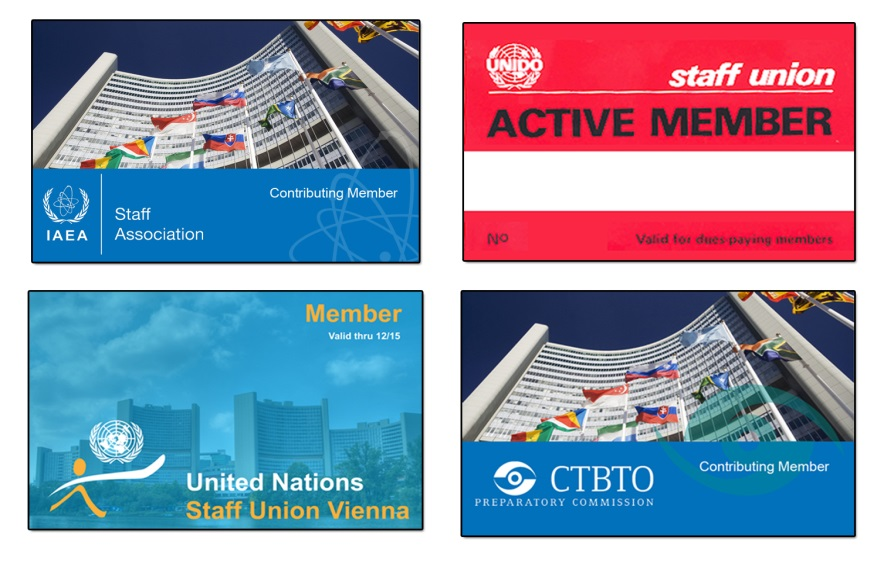 Contributing Member
IAEA
Staff
Association
UNIDO
staff union
ACTIVE MEMBER
No
Valid for dues-paying members
Member
Valid thru 12/15
United Nations
Staff Union Vienna
CTBTO
PREPARATORY COMMISSION
Contributing Member